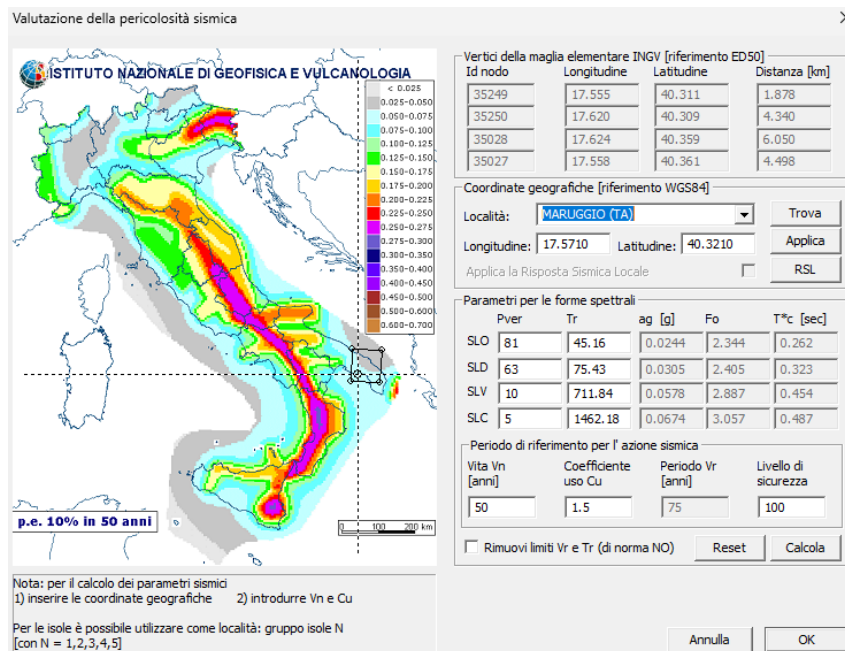 Valutazione della pericolosità sismica
ISTITUTO NAZIONALE DI GEOFISICA E VULCANOLOGIA
< 0.025
0.025-0.050
0.050-0.075
0.075-0.100
0.100-0.125
0.125-0.150
0.150-0.175
0.175-0.200
0.200-0.225
0.225-0.250
0.250-0.275
0.275-0.300
0.300-0.350
0.350-0.400
0.400-0.450
0.450-0.500
0.500-0.600
0.600-0.700
p.e. 10% in 50 anni
0 100 200 km
Nota: per il calcolo dei parametri sismici
1) inserire le coordinate geografiche 2) introdurre Vn e Cu
Per le isole è possibile utilizzare come località: gruppo isole N
[con N = 1,2,3,4,5]
Vertici della maglia elementare INGV [riferimento ED50]
Id nodo Longitudine Latitudine Distanza [km]
35249 17.555 40.311 1.878
35250 17.620 40.309 4.340
35028 17.624 40.359 6.050
35027 17.558 40.361 4.498
Coordinate geografiche [riferimento WGS84]
Località: MARUGGIO (TA) Trova
Longitudine: 17.5710 Latitudine: 40.3210 Applica
Applica la Risposta Sismica Locale RSL
Parametri per le forme spettrali
Pver Tr ag [g] Fo T*c [sec]
SLO 81 45.16 0.0244 2.344 0.262
SLD 63 75.43 0.0305 2.405 0.323
SLV 10 711.84 0.0578 2.887 0.454
SLC 5 1462.18 0.0674 3.057 0.487
Periodo di riferimento per l' azione sismica
Vita Vn Coefficiente Periodo Vr Livello di
[anni] uso Cu [anni] sicurezza
50 1.5 75 100
Rimuovi limiti Vr e Tr (di norma NO) Reset Calcola
Annulla OK